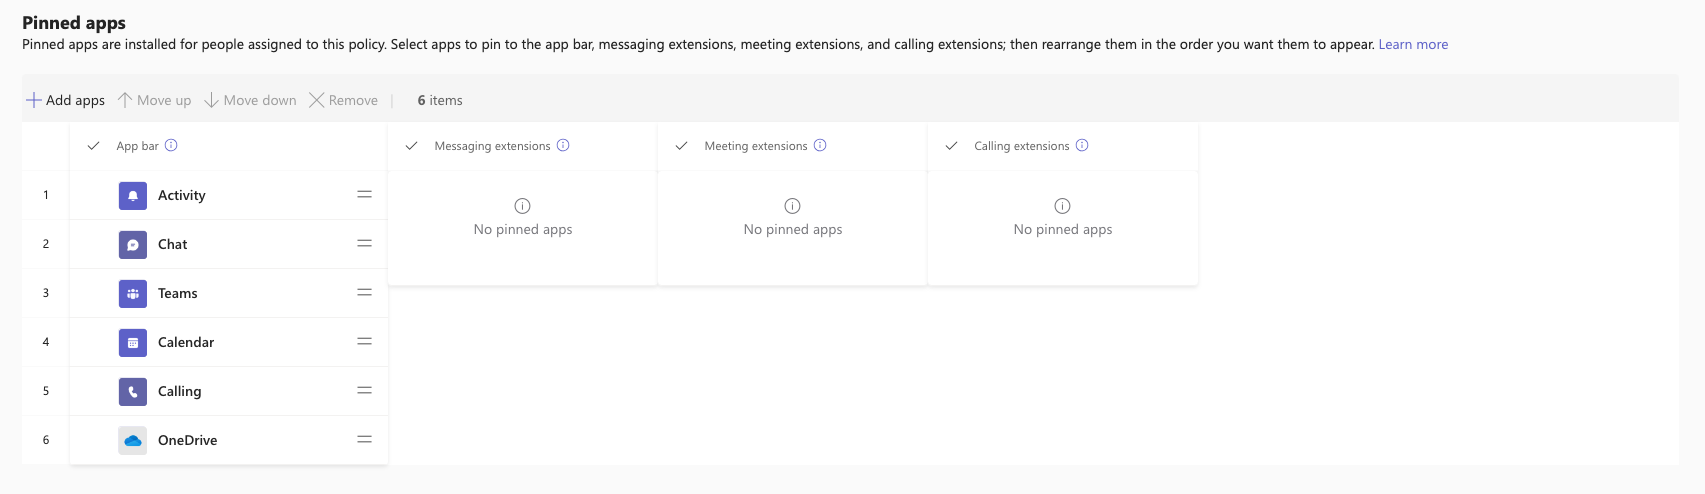 Pinned apps
Pinned apps are installed for people assigned to this policy. Select apps to pin to the app bar, messaging extensions, meeting extensions, and calling extensions; then rearrange them in the order you want them to appear. Learn more
Add apps Move up Move down Remove | 6 items
App bar Messaging extensions Meeting extensions Calling extensions
1 Activity
No pinned apps No pinned apps No pinned apps
2 Chat
3 Teams
4 Calendar
5 Calling
6 OneDrive